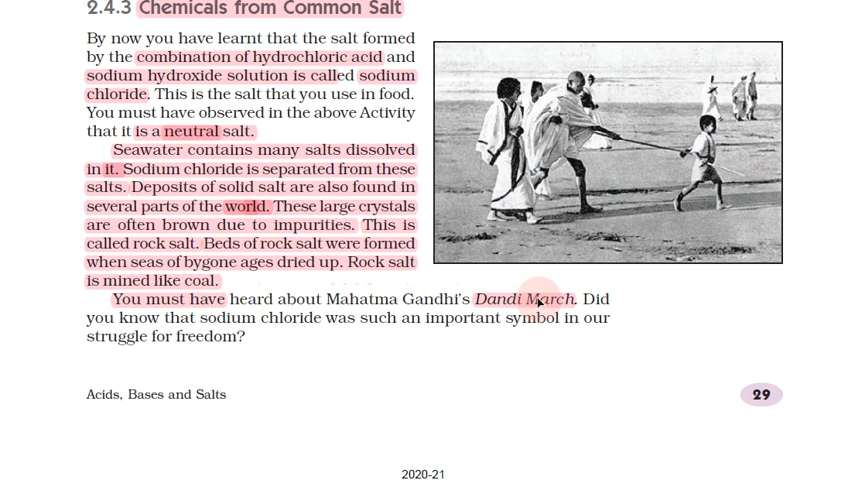 2.4.3 Chemicals from Common Salt
By now you have learnt that the salt formed
by the combination of hydrochloric acid and
sodium hydroxide solution is called sodium
chloride. This is the salt that you use in food.
You must have observed in the above Activity
that it is a neutral salt.
Seawater contains many salts dissolved
in it. Sodium chloride is separated from these
salts. Deposits of solid salt are also found in
several parts of the world. These large crystals
are often brown due to impurities. This is
called rock salt. Beds of rock salt were formed
when seas of bygone ages dried up. Rock salt
is mined like coal.
You must have heard about Mahatma Gandhi's Dandi March. Did
you know that sodium chloride was such an important symbol in our
struggle for freedom?
Acids, Bases and Salts
29
2020-21